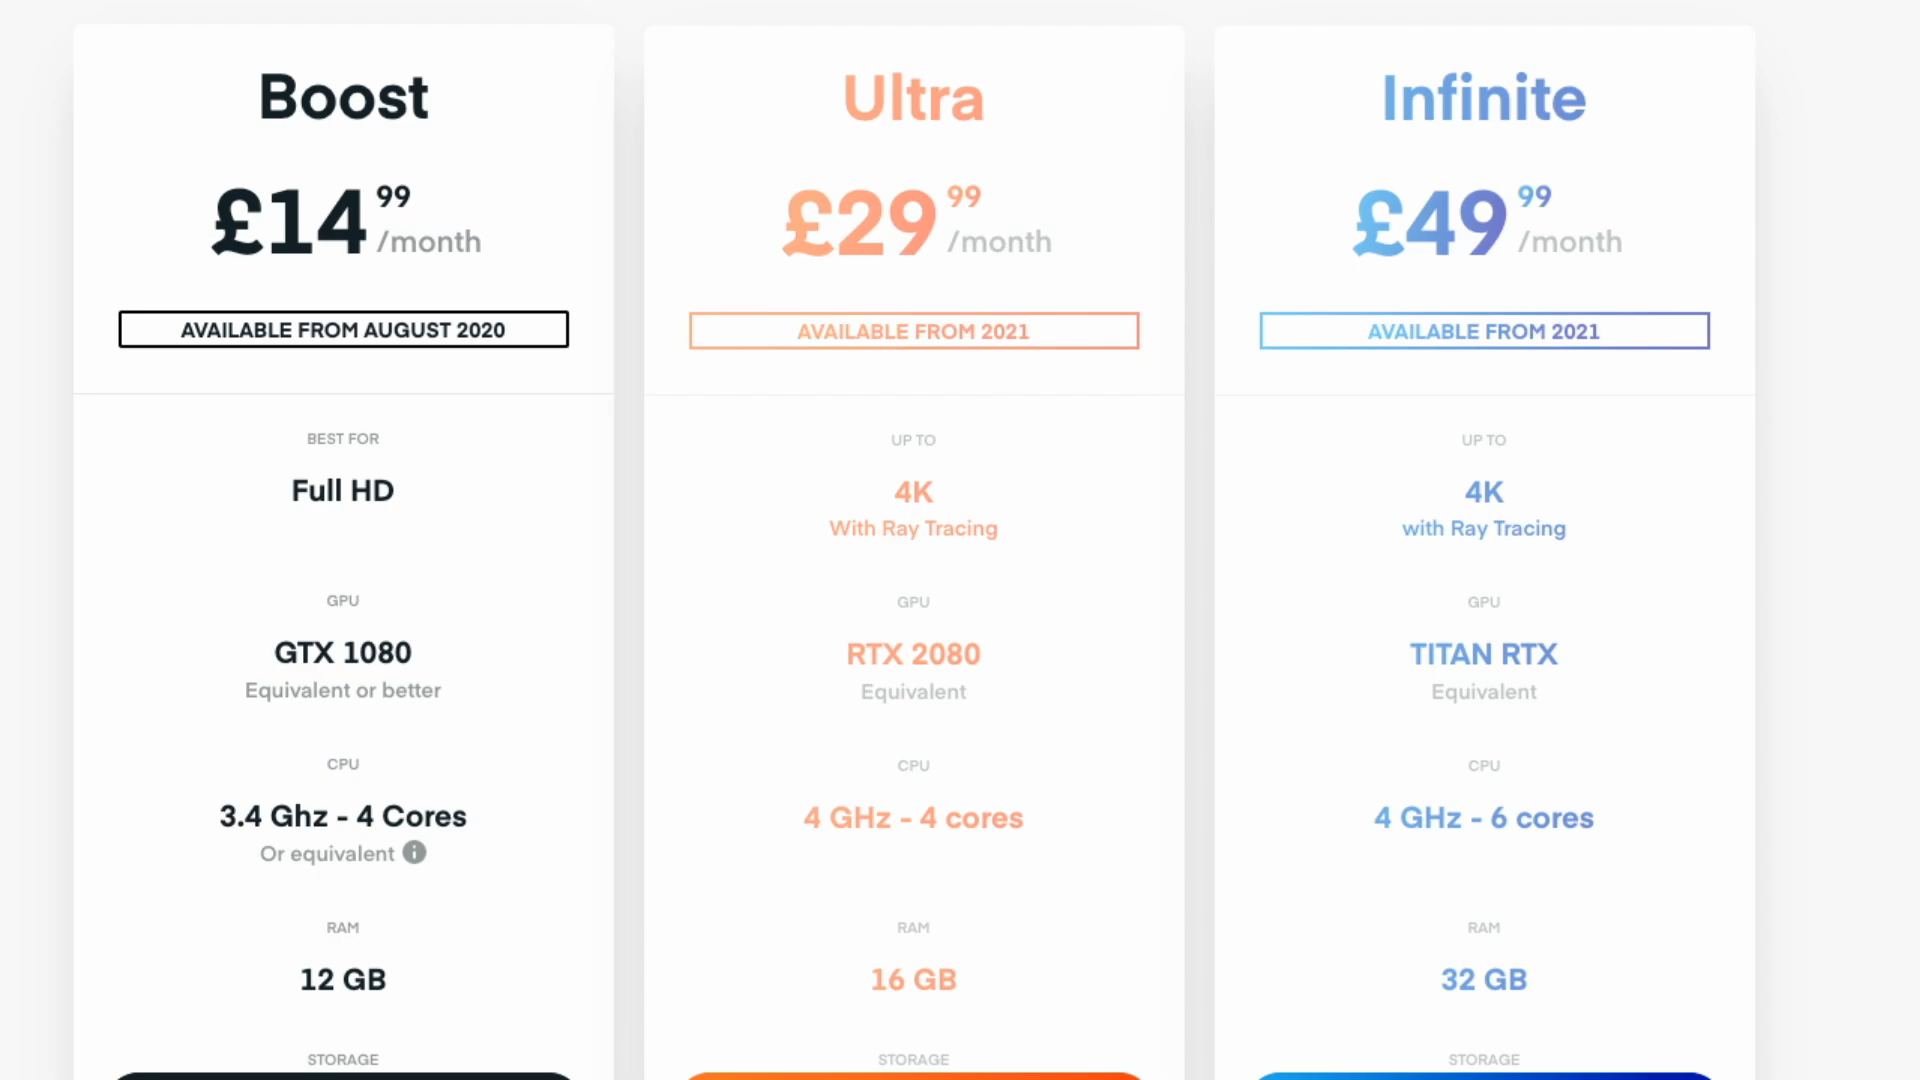 Boost
£14 99
/month
AVAILABLE FROM AUGUST 2020
BEST FOR
Full HD
GPU
GTX 1080
Equivalent or better
CPU
3.4 Ghz - 4 Cores
Or equivalent i
RAM
12 GB
STORAGE
Ultra
£29 99
/month
AVAILABLE FROM 2021
UP TO
4K
With Ray Tracing
GPU
RTX 2080
Equivalent
CPU
4 GHz - 4 cores
RAM
16 GB
STORAGE
Infinite
£49 99
/month
AVAILABLE FROM 2021
UP TO
4K
with Ray Tracing
GPU
TITAN RTX
Equivalent
CPU
4 GHz - 6 cores
RAM
32 GB
STORAGE